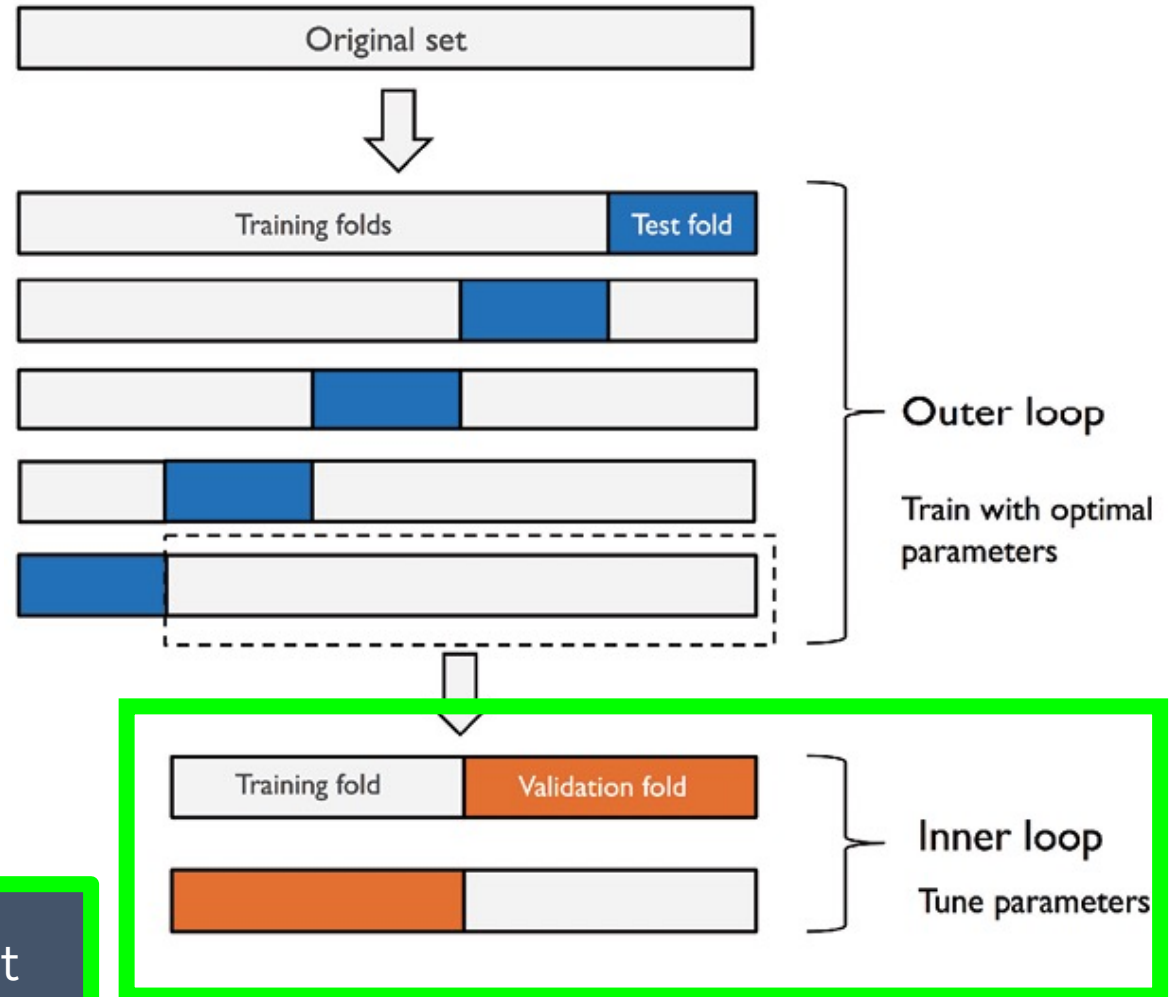 Original set
Training folds
Test fold
Outer loop
Train with optimal
parameters
Training fold
Validation fold
Inner loop
Tune parameters